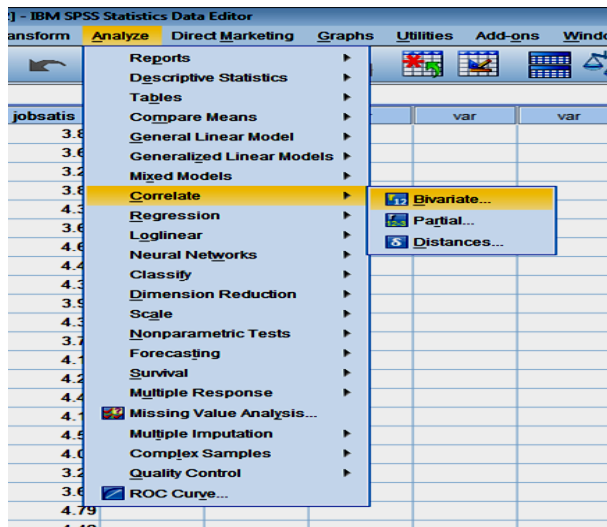 ] - IBM SPSS Statistics Data Editor
ansform Analyze Direct Marketing Graphs Utilities Add-ons Windo
Reports
Descriptive Statistics
Tables
jobsatis Compare Means var var
3.8 General Linear Model
3.6 Generalized Linear Models
3.2 Mixed Models
3.8 Correlate Bivariate...
4.3 Regression Partial...
3.6 Loglinear Distances...
4.6 Neural Networks
4.4 Classify
4.3 Dimension Reduction
3.9 Scale
4.3 Nonparametric Tests
3.7 Forecasting
4.1 Survival
4.2 Multiple Response
4.4 Missing Value Analysis...
4.1 Multiple Imputation
4.5 Complex Samples
4.0 Quality Control
3.2 ROC Curve...
3.6
4.79